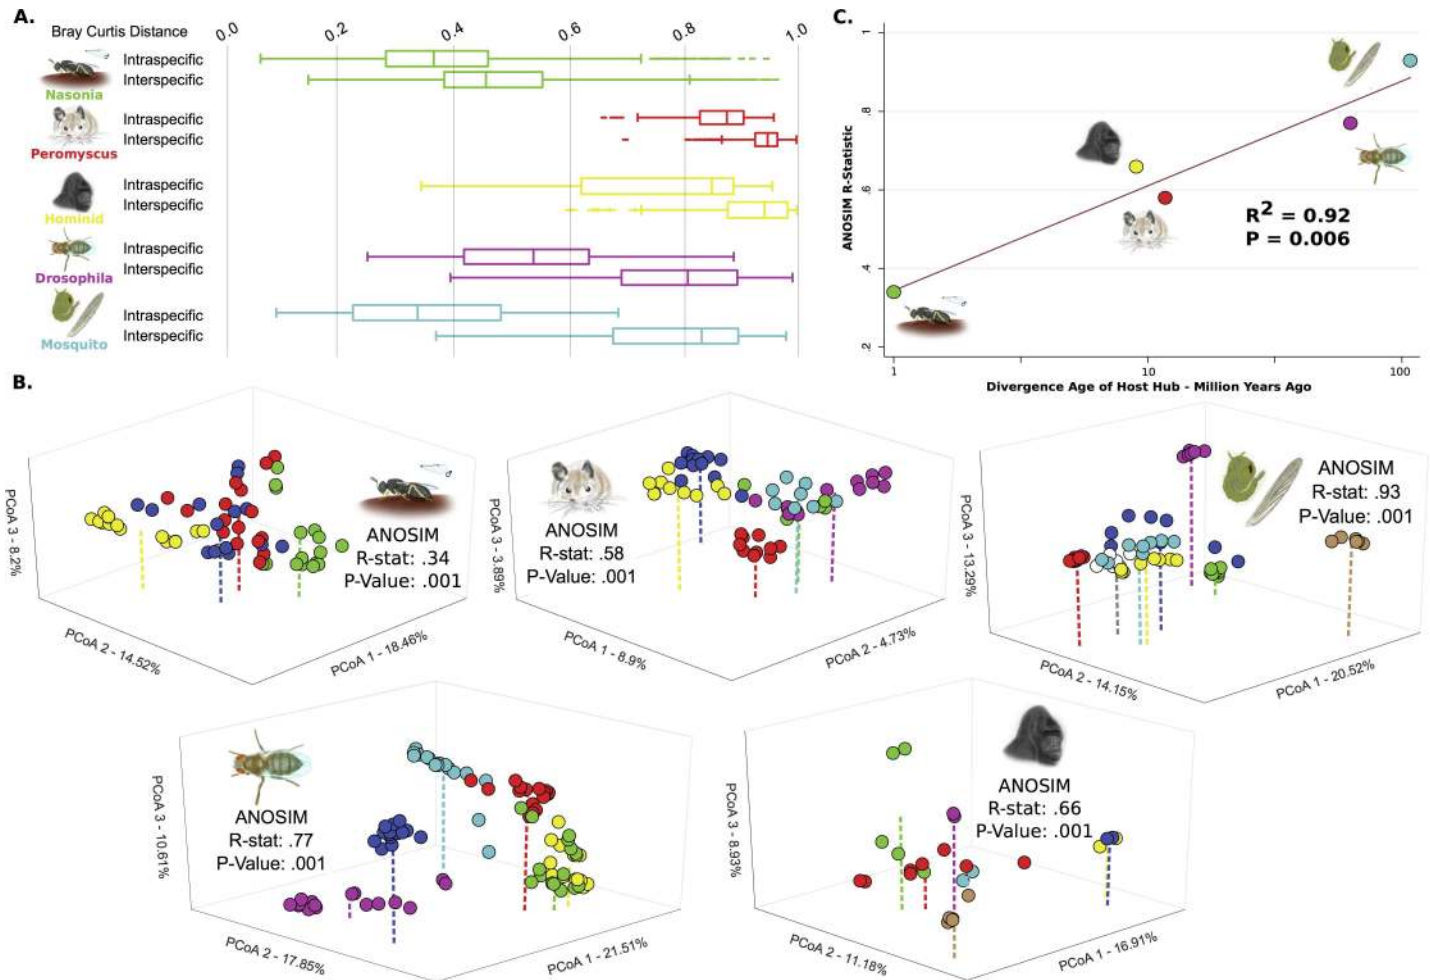 A.
Bray Curtis Distance
0.0
0.2
0.4
0.6
0.8
1.0
Intraspecific
Interspecific
Nasonia
Intraspecific
Interspecific
Peromyscus
Intraspecific
Interspecific
Hominid
Intraspecific
Interspecific
Drosophila
Intraspecific
Interspecific
Mosquito
C.
1
.8
.6
.4
.2
ANOSIM R-Statistic
R2 = 0.92
P = 0.006
1
10
100
Divergence Age of Host Hub - Million Years Ago
B.
PCoA 3 - 8.2%
ANOSIM
R-stat: .34
P-Value: .001
PCoA 2 - 14.52%
PCoA 1 - 18.46%
PCoA 3 - 3.89%
ANOSIM
R-stat: .58
P-Value: .001
PCoA 1 - 8.9%
PCoA 2 - 4.73%
PCoA 3 - 13.29%
ANOSIM
R-stat: .93
P-Value: .001
PCoA 2 - 14.15%
PCoA 1 - 20.52%
PCoA 3 - 10.61%
ANOSIM
R-stat: .77
P-Value: .001
PCoA 2 - 17.85%
PCoA 1 - 21.51%
PCoA 3 - 8.93%
ANOSIM
R-stat: .66
P-Value: .001
PCoA 2 - 11.18%
PCoA 1 - 16.91%